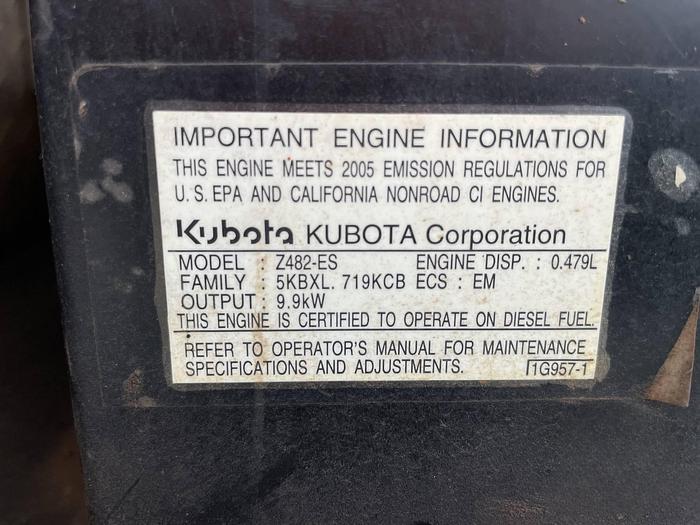 IMPORTANT ENGINE INFORMATION
THIS ENGINE MEETS 2005 EMISSION REGULATIONS FOR
U.S. EPA AND CALIFORNIA NONROAD CI ENGINES.
Kubota KUBOTA Corporation
MODEL : Z482-ES ENGINE DISP. : 0.479L
FAMILY : 5KBXL. 719KCB ECS : EM
OUTPUT : 9.9kW
THIS ENGINE IS CERTIFIED TO OPERATE ON DIESEL FUEL.
REFER TO OPERATOR'S MANUAL FOR MAINTENANCE
SPECIFICATIONS AND ADJUSTMENTS. 1G957-1